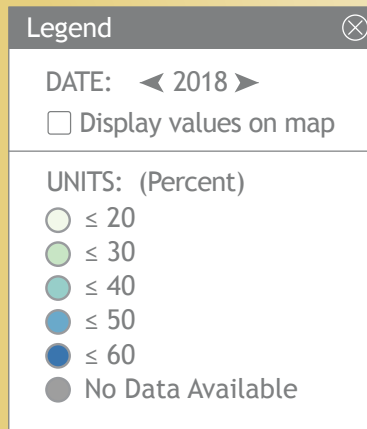 Legend
DATE: 2018
Display values on map
UNITS: (Percent)
≤ 20
≤ 30
≤ 40
≤ 50
≤ 60
No Data Available